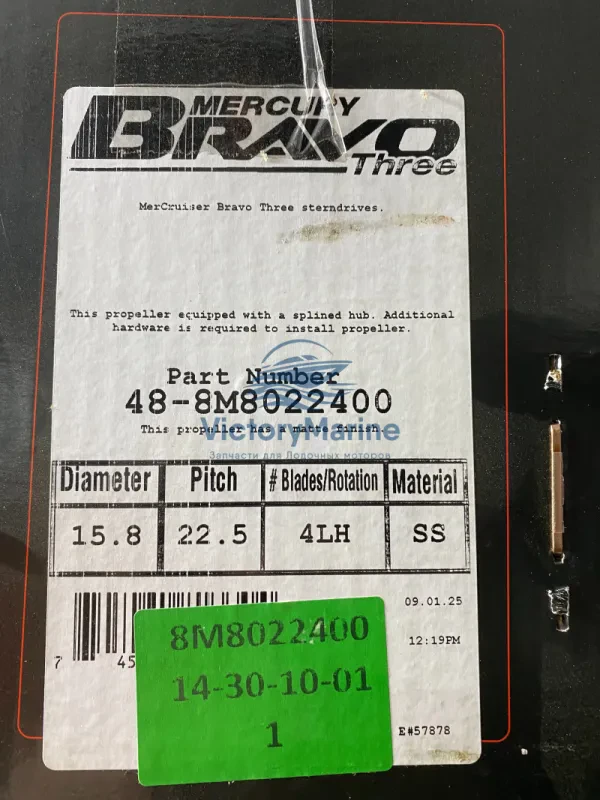 MERCURY
BRAVO
Three
MerCruiser Bravo Three sterndrives.
This propeller equipped with a splined hub. Additional
hardware is required to install propeller.
Part Number
48-8M8022400
This propeller has a matte finish.
VictoryMarine
Запчасти для Лодочных моторов
Diameter Pitch # Blades/Rotation Material
15.8 22.5 4LH SS
09.01.25
12:19PM
7 45
8M8022400
14-30-10-01
1
E#57878